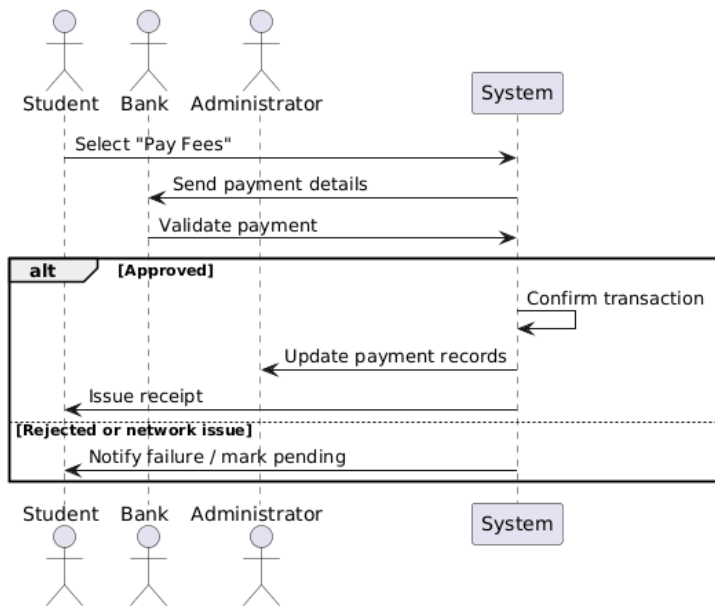 Student Bank Administrator System
Select "Pay Fees"
Send payment details
Validate payment
alt [Approved]
Confirm transaction
Update payment records
Issue receipt
[Rejected or network issue]
Notify failure / mark pending
Student Bank Administrator System